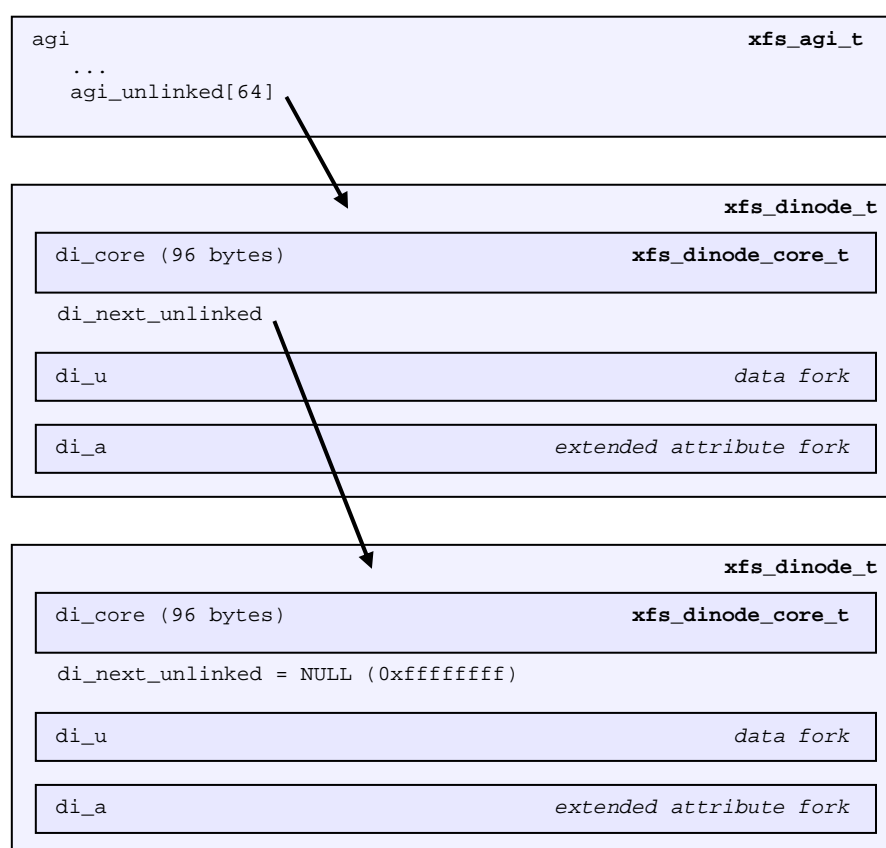 agi xfs_agi_t
...
agi_unlinked[64]
xfs_dinode_t
di_core (96 bytes) xfs_dinode_core_t
di_next_unlinked
di_u data fork
di_a extended attribute fork
xfs_dinode_t
di_core (96 bytes) xfs_dinode_core_t
di_next_unlinked = NULL (0xffffffff)
di_u data fork
di_a extended attribute fork